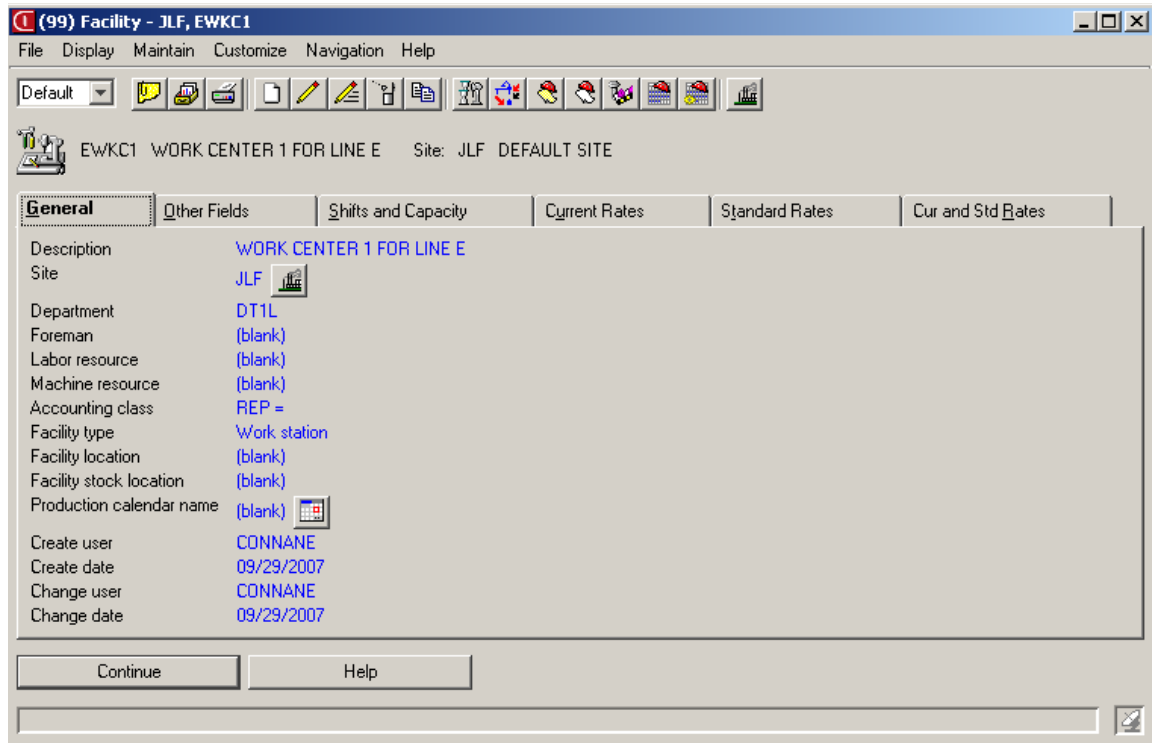 (99) Facility - JLF, EWKC1
File Display Maintain Customize Navigation Help
Default
EWKC1 WORK CENTER 1 FOR LINE E Site: JLF DEFAULT SITE
General Other Fields Shifts and Capacity Current Rates Standard Rates Cur and Std Rates
Description WORK CENTER 1 FOR LINE E
Site JLF
Department DT1L
Foreman (blank)
Labor resource (blank)
Machine resource (blank)
Accounting class REP =
Facility type Work station
Facility location (blank)
Facility stock location (blank)
Production calendar name (blank)
Create user CONNANE
Create date 09/29/2007
Change user CONNANE
Change date 09/29/2007
Continue Help